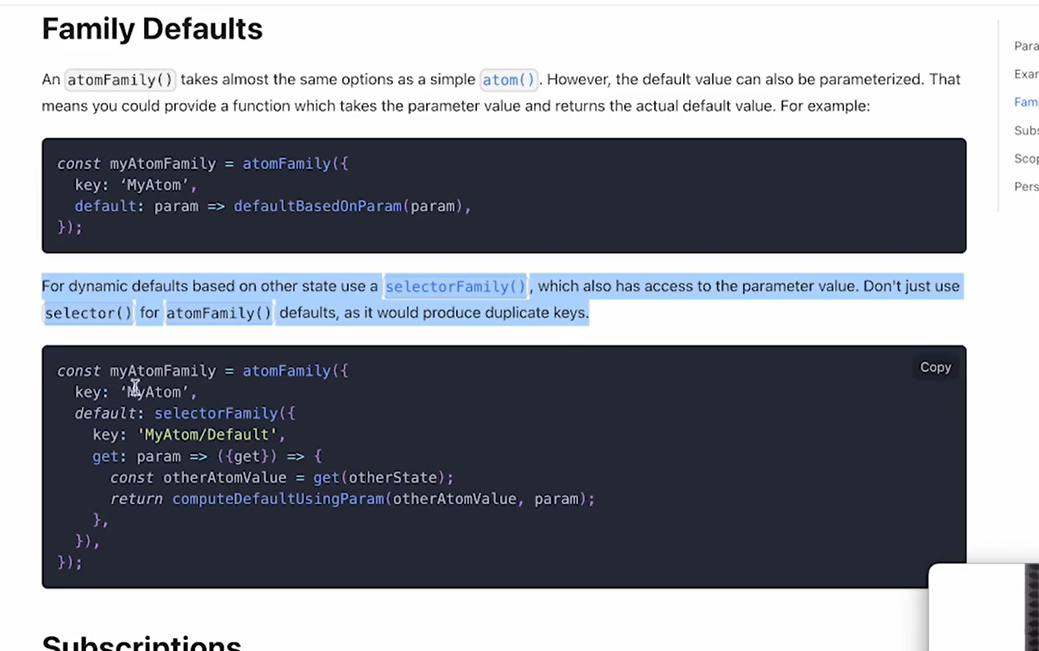 Family Defaults
An atomFamily() takes almost the same options as a simple atom(). However, the default value can also be parameterized. That
means you could provide a function which takes the parameter value and returns the actual default value. For example:
const myAtomFamily = atomFamily({
  key: ‘MyAtom’,
  default: param => defaultBasedOnParam(param),
});
For dynamic defaults based on other state use a selectorFamily(), which also has access to the parameter value. Don't just use
selector() for atomFamily() defaults, as it would produce duplicate keys.
const myAtomFamily = atomFamily({
  key: ‘MyAtom’,
  default: selectorFamily({
    key: 'MyAtom/Default',
    get: param => ({get}) => {
      const otherAtomValue = get(otherState);
      return computeDefaultUsingParam(otherAtomValue, param);
    },
  }),
});
Copy
Subscriptions
Para
Exar
Fam
Subs
Scop
Pers